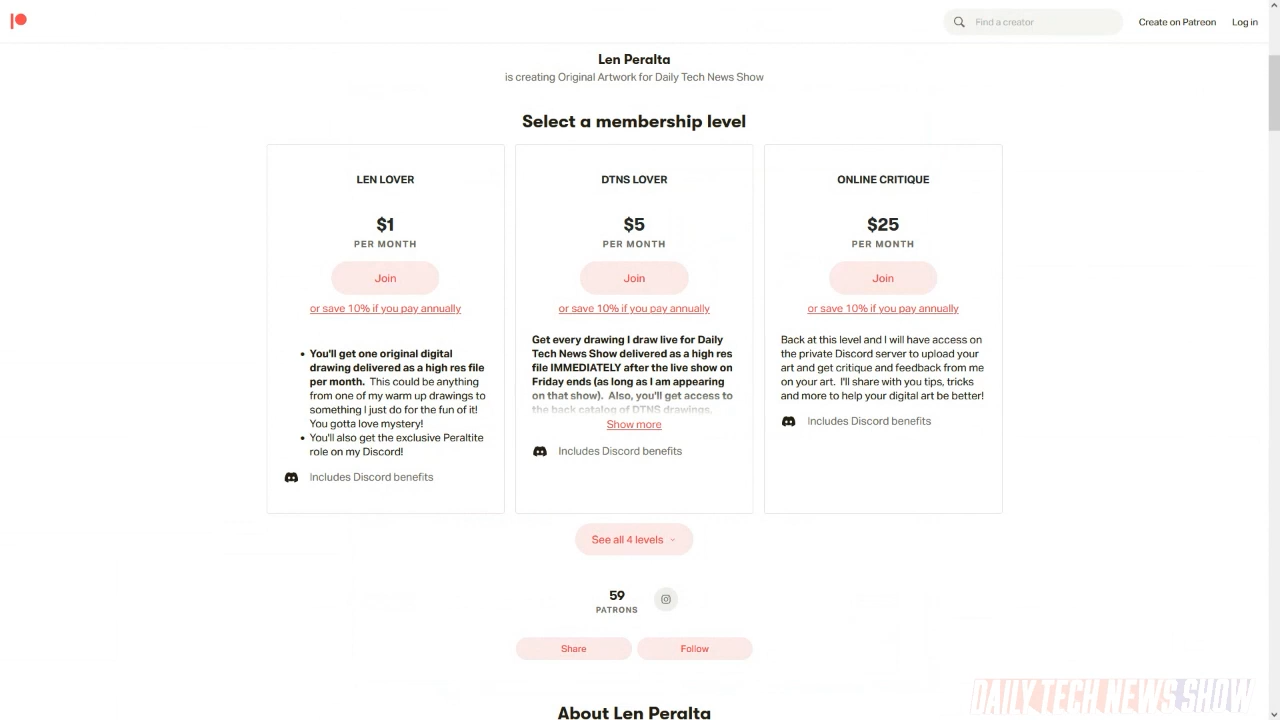 Find a creator
Create on Patreon
Log in
Len Peralta
is creating Original Artwork for Daily Tech News Show
Select a membership level
LEN LOVER
$1
PER MONTH
Join
or save 10% if you pay annually
• You'll get one original digital
drawing delivered as a high res file
per month. This could be anything
from one of my warm up drawings to
something I just do for the fun of it!
You gotta love mystery!
• You'll also get the exclusive Peraltite
role on my Discord!
Includes Discord benefits
DTNS LOVER
$5
PER MONTH
Join
or save 10% if you pay annually
Get every drawing I draw live for Daily
Tech News Show delivered as a high res
file IMMEDIATELY after the live show on
Friday ends (as long as I am appearing
on that show). Also, you'll get access to
the back catalog of DTNS drawings,
Show more
Includes Discord benefits
ONLINE CRITIQUE
$25
PER MONTH
Join
or save 10% if you pay annually
Back at this level and I will have access on
the private Discord server to upload your
art and get critique and feedback from me
on your art. I'll share with you tips, tricks
and more to help your digital art be better!
Includes Discord benefits
See all 4 levels
59
PATRONS
Share
Follow
About Len Peralta
DAILY TECH NEWS SHOW